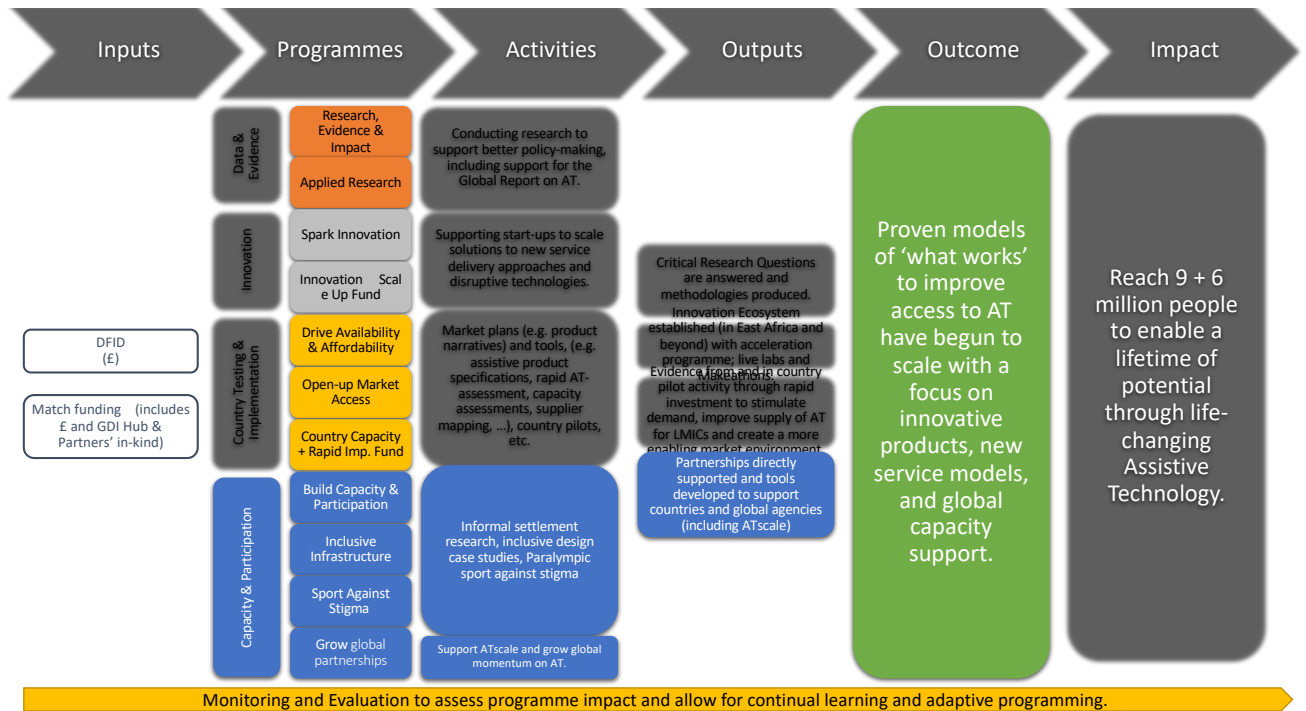 Inputs
Programmes
Activities
Outputs
Outcome
Impact
DFID
(£)
Match funding (includes
£ and GDI Hub &
Partners' in-kind)
Data &
Evidence
Innovation
Country Testing &
Implementation
Capacity & Participation
Research,
Evidence &
Impact
Applied Research
Spark Innovation
Innovation Scal
e Up Fund
Drive Availability
& Affordability
Open-up Market
Access
Country Capacity
+ Rapid Imp. Fund
Build Capacity &
Participation
Inclusive
Infrastructure
Sport Against
Stigma
Grow global
partnerships
Conducting research to
support better policy-making,
including support for the
Global Report on AT.
Supporting start-ups to scale
solutions to new service
delivery approaches and
disruptive technologies.
Market plans (e.g. product
narratives) and tools, (e.g.
assistive product
specifications, rapid AT-
assessment, capacity
assessments, supplier
mapping, …), country pilots,
etc.
Informal settlement
research, inclusive design
case studies, Paralympic
sport against stigma
Support ATscale and grow global
momentum on AT.
Critical Research Questions
are answered and
methodologies produced.
Innovation Ecosystem
established (in East Africa and
beyond) with acceleration
programme; live labs and
Makeathons.
Evidence from and in country
pilot activity through rapid
investment to stimulate
demand, improve supply of AT
for LMICs and create a more
enabling market environment
Partnerships directly
supported and tools
developed to support
countries and global agencies
(including ATscale)
Proven models
of 'what works'
to improve
access to AT
have begun to
scale with a
focus on
innovative
products, new
service models,
and global
capacity
support.
Reach 9 + 6
million people
to enable a
lifetime of
potential
through life-
changing
Assistive
Technology.
Monitoring and Evaluation to assess programme impact and allow for continual learning and adaptive programming.